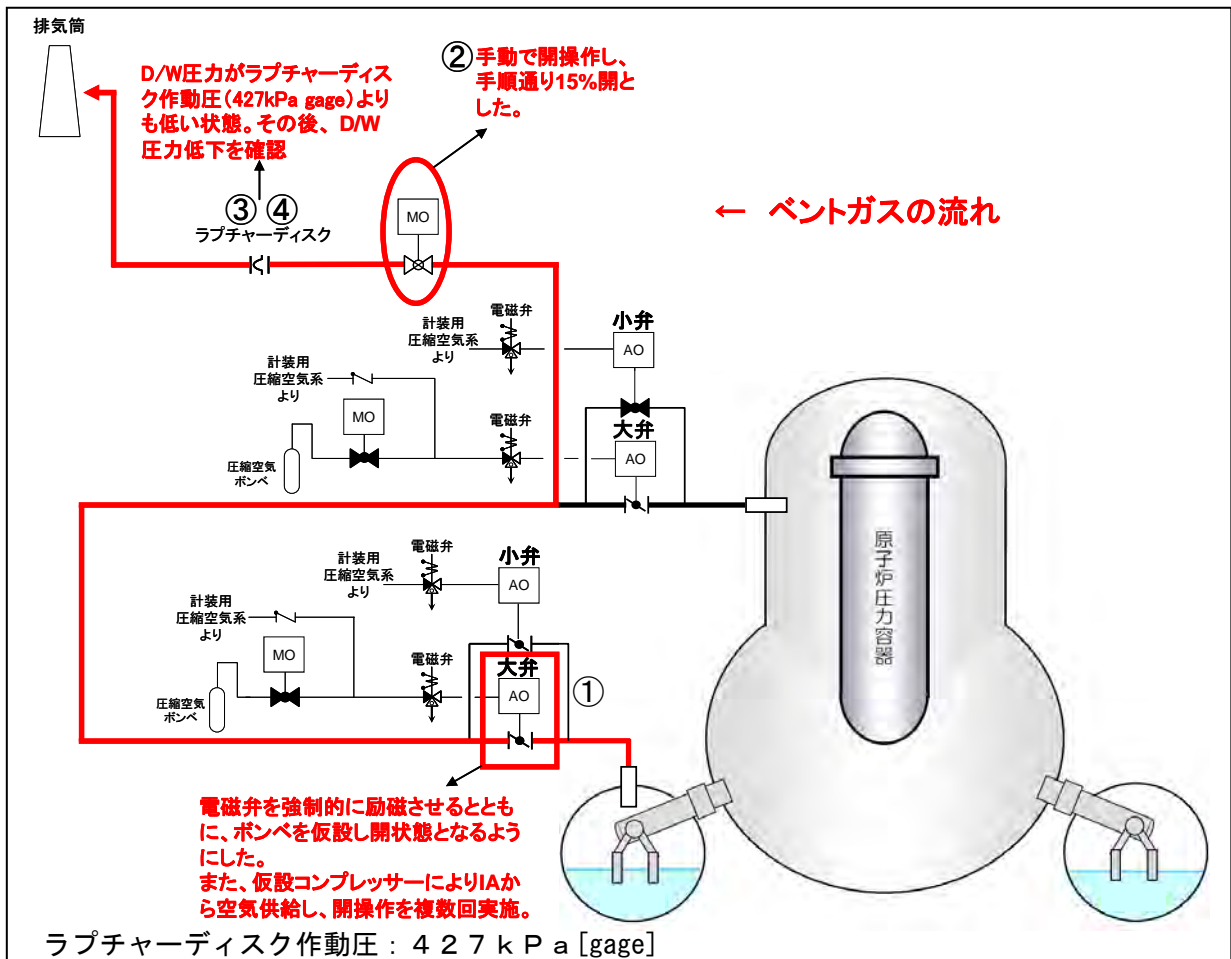 排気筒
D/W圧力がラプチャーディス
ク作動圧(427kPa gage)より
も低い状態。その後、D/W
圧力低下を確認
③ ④
ラプチャーディスク
②手動で開操作し、
手順通り15%開と
した。
MO
← ベントガスの流れ
計装用
圧縮空気系
より
電磁弁
小弁
AO
計装用
圧縮空気系
より
MO
圧縮空気
ボンベ
電磁弁
大弁
AO
計装用
圧縮空気系
より
電磁弁
小弁
AO
計装用
圧縮空気系
より
MO
圧縮空気
ボンベ
電磁弁
大弁
AO
①
原子炉圧力容器
電磁弁を強制的に励磁させるととも
に、ボンベを仮設し開状態となるよう
にした。
また、仮設コンプレッサーによりIAか
ら空気供給し、開操作を複数回実施。
ラプチャーディスク作動圧:427kPa[gage]